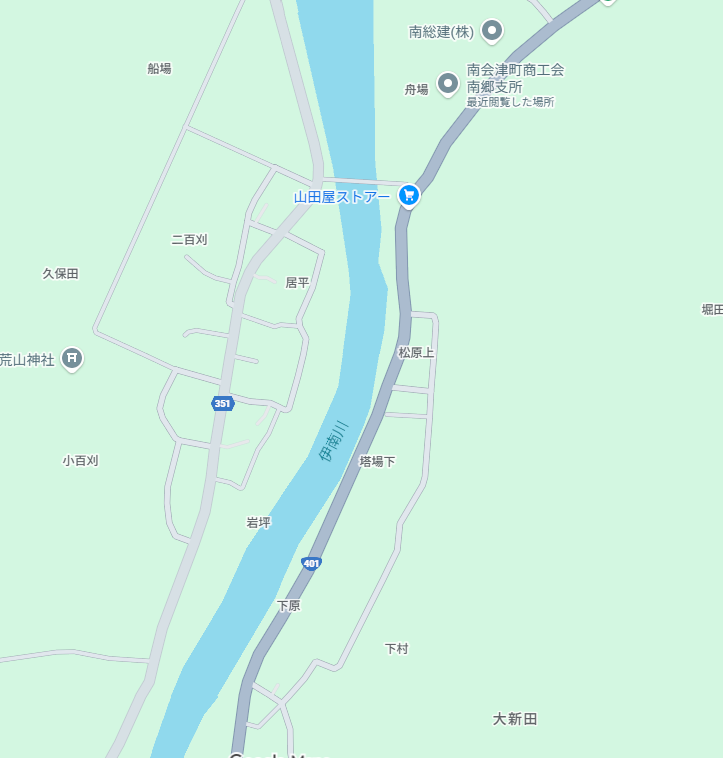 南総建(株)
船場
南会津町商工会
南郷支所
最近閲覧した場所
舟場
山田屋ストアー
二百刈
久保田
居平
堀田
松原上
荒山神社
351
伊南川
小百刈
塔場下
岩坪
401
下原
下村
大新田